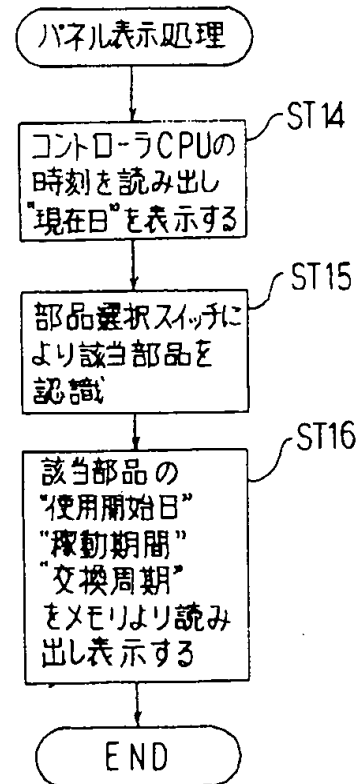 パネル表示処理
ST14
コントローラCPUの
時刻を読み出し
"現在日"を表示する
ST15
部品選択スイッチに
より該当部品を
認識
ST16
該当部品の
"使用開始日"
"稼動期間"
"交換周期"
をメモリより読み
出し表示する
END